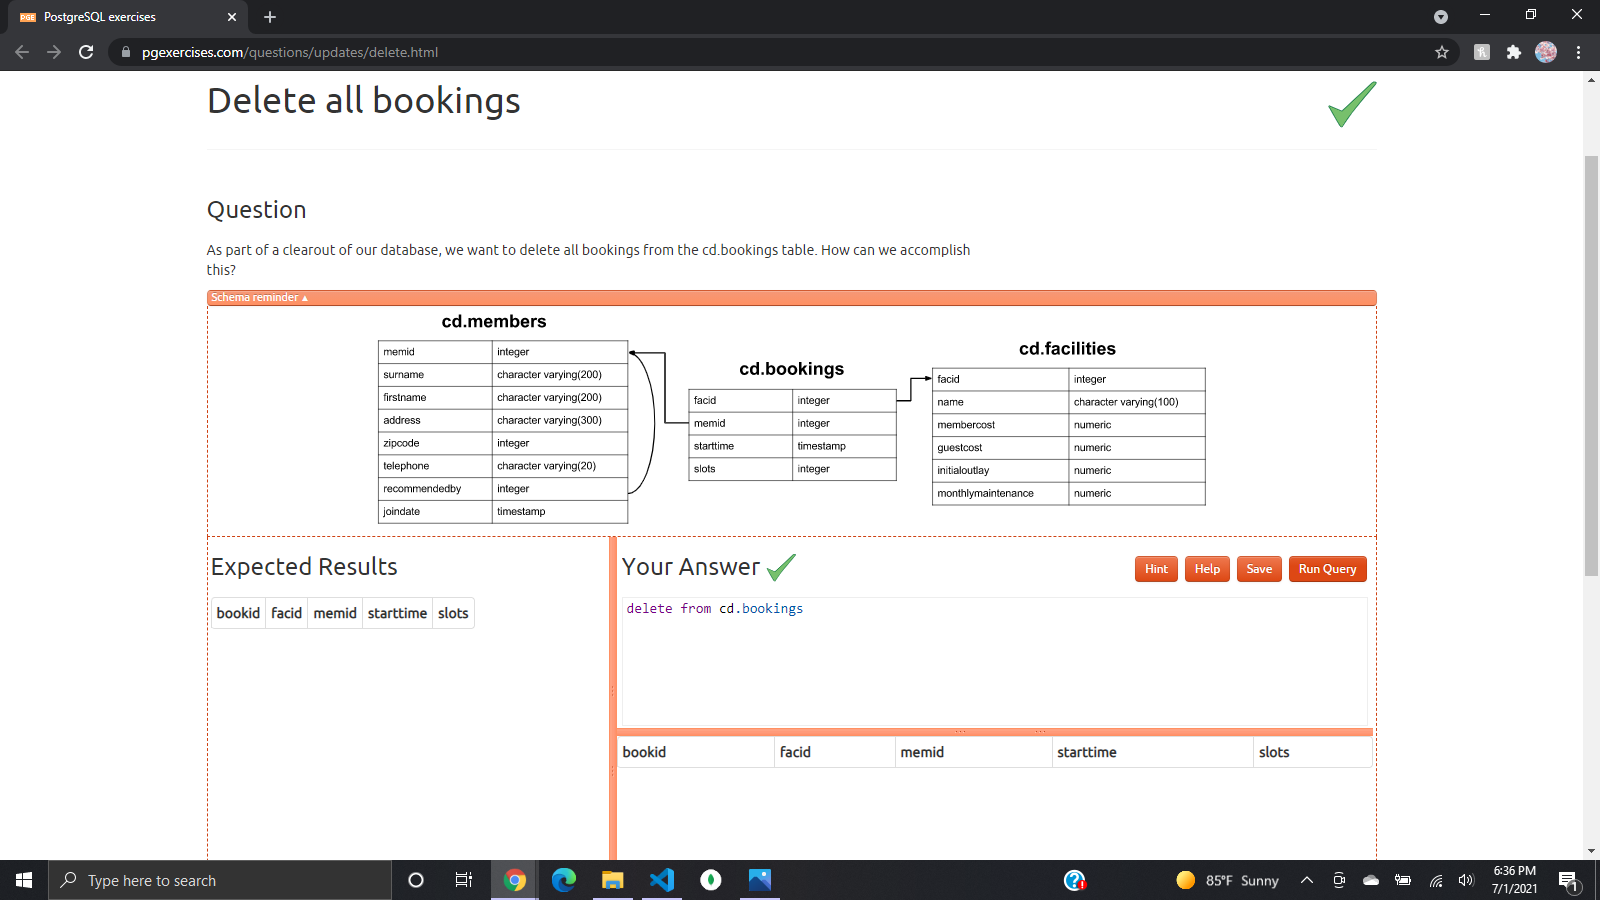 PGE PostgreSQL exercises
pgexercises.com/questions/updates/delete.html
Delete all bookings
Question
As part of a clearout of our database, we want to delete all bookings from the cd.bookings table. How can we accomplish
this?
Schema reminder ▲
cd.members
memid integer
surname character varying(200)
firstname character varying(200)
address character varying(300)
zipcode integer
telephone character varying(20)
recommendedby integer
joindate timestamp
cd.bookings
facid integer
memid integer
starttime timestamp
slots integer
cd.facilities
facid integer
name character varying(100)
membercost numeric
guestcost numeric
initialoutlay numeric
monthlymaintenance numeric
Expected Results
bookid facid memid starttime slots
Your Answer
Hint Help Save Run Query
delete from cd.bookings
bookid facid memid starttime slots
Type here to search
85°F Sunny
6:36 PM
7/1/2021
1